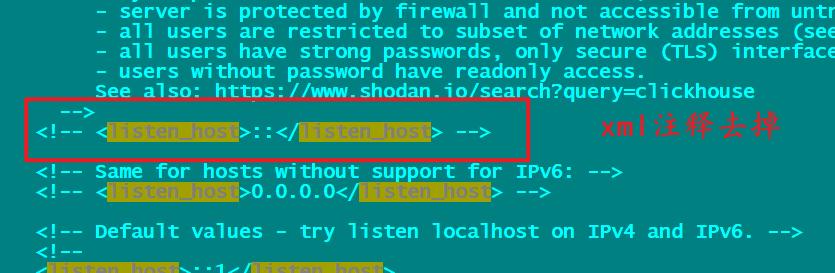 - server is protected by firewall and not accessible from untr
- all users are restricted to subset of network addresses (see
- all users have strong passwords, only secure (TLS) interface
- users without password have readonly access.
See also: https://www.shodan.io/search?query=clickhouse
-->
<!-- <listen_host>::</listen_host> -->
xml注释去掉
<!-- Same for hosts without support for IPv6: -->
<!-- <listen_host>0.0.0.0</listen_host> -->
<!-- Default values - try listen localhost on IPv4 and IPv6. -->
<!--
<listen_host>::1</listen_host>